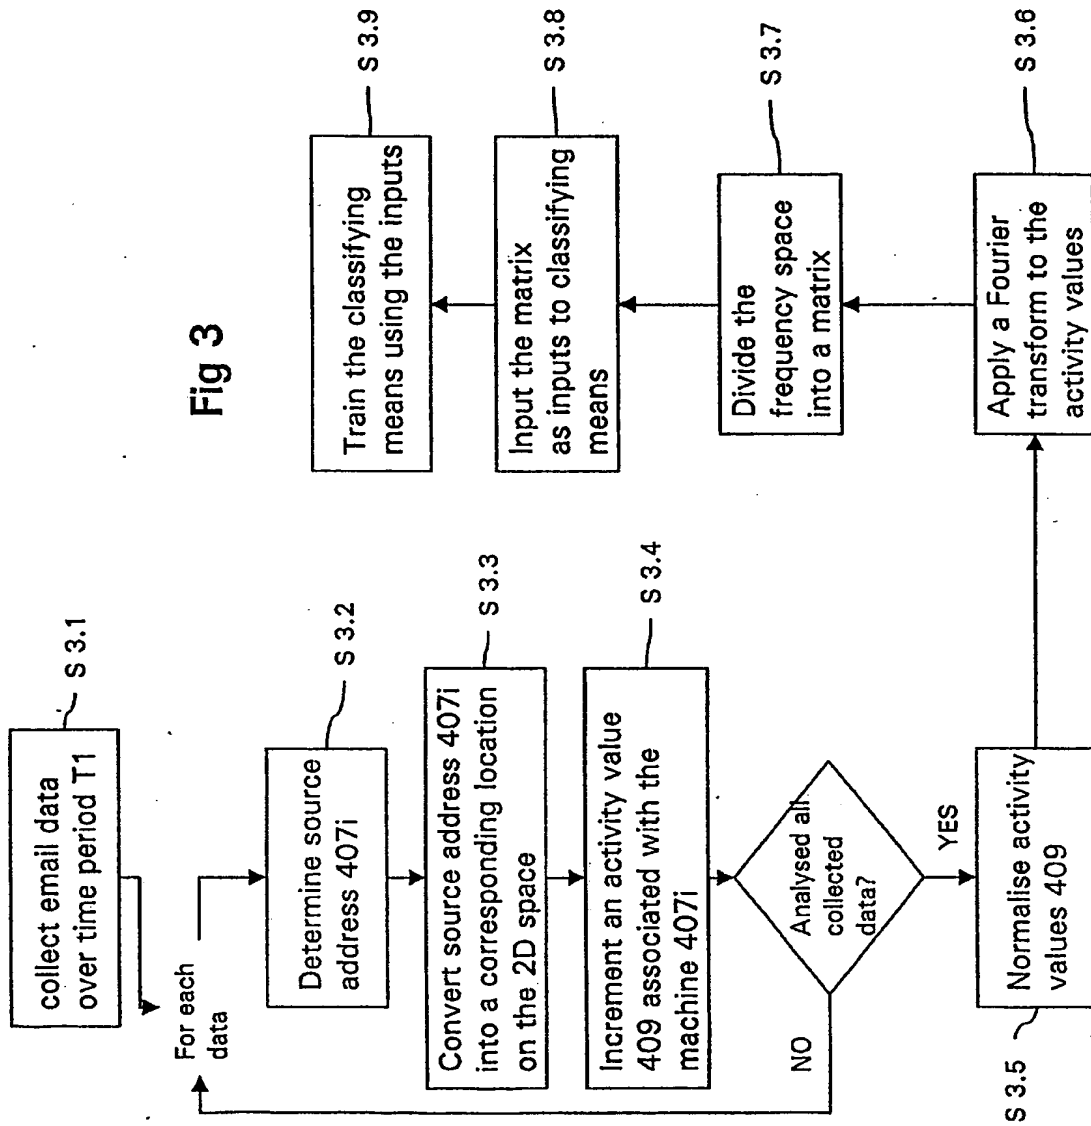 Fig 3
collect email data
over time period T1
S 3.1
For each
data
Determine source
address 407i
S 3.2
Convert source address 407i
into a corresponding location
on the 2D space
S 3.3
Increment an activity value
409 associated with the
machine 407i
S 3.4
Analysed all
collected
data?
NO
YES
Normalise activity
values 409
S 3.5
Apply a Fourier
transform to the
activity values
S 3.6
Divide the
frequency space
into a matrix
S 3.7
Input the matrix
as inputs to classifying
means
S 3.8
Train the classifying
means using the inputs
S 3.9